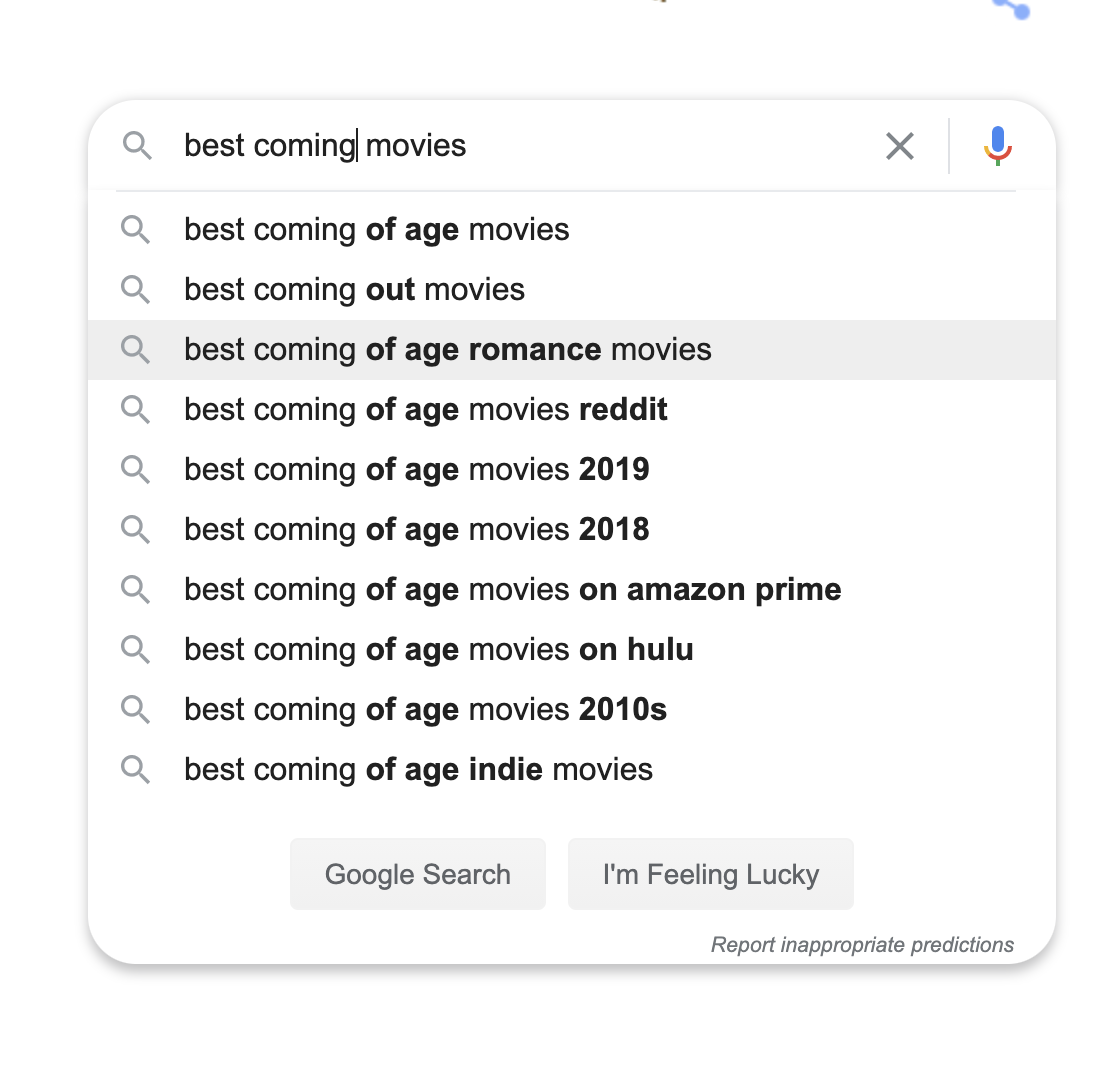 best coming movies
best coming of age movies
best coming out movies
best coming of age romance movies
best coming of age movies reddit
best coming of age movies 2019
best coming of age movies 2018
best coming of age movies on amazon prime
best coming of age movies on hulu
best coming of age movies 2010s
best coming of age indie movies
Google Search I'm Feeling Lucky
Report inappropriate predictions